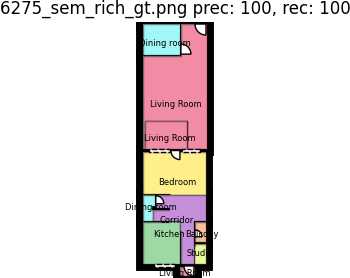 6275_sem_rich_gt.png prec: 100, rec: 100
Dining room
Living Room
Living Room
Bedroom
Dining room
Corridor
Kitchen Balcony
Studi
Living Room